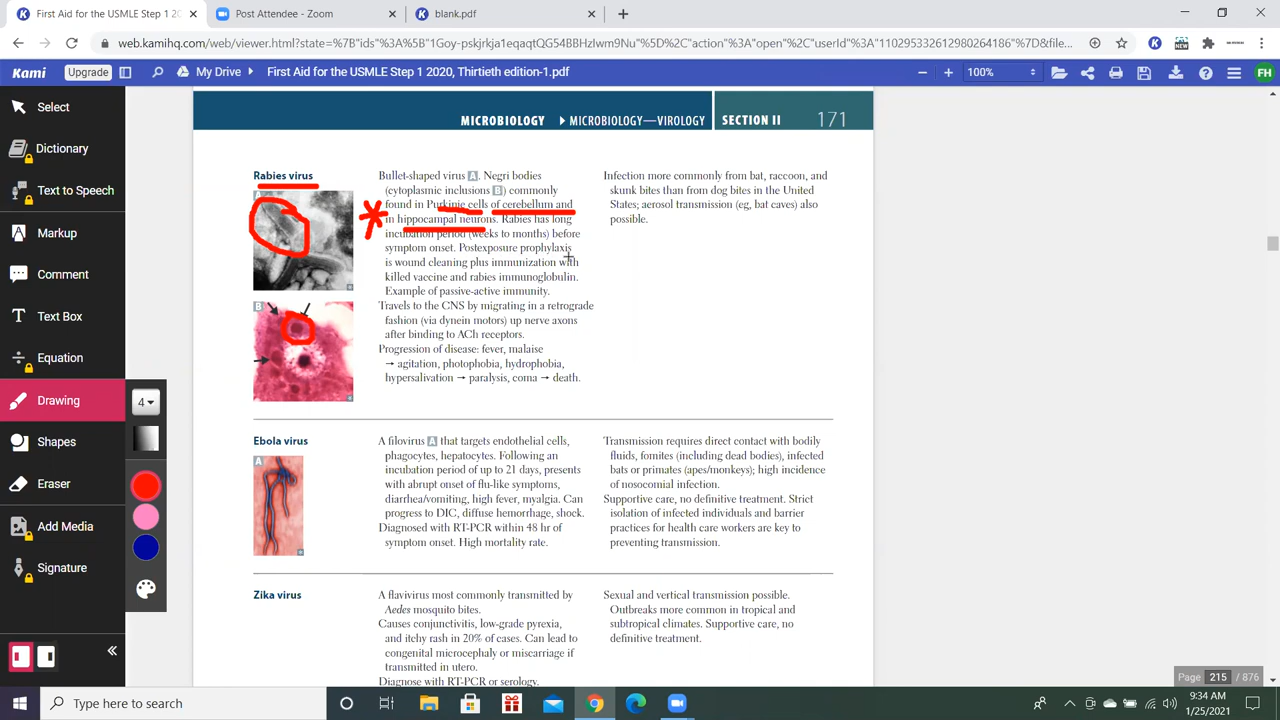 First Aid for the USMLE Step 1 20
Post Attendee - Zoom
blank.pdf
web.kamihq.com/web/viewer.html?state=%7B"ids"%3A%5B"1Goy-pskjrkja1eqaqtQG54BBHzIwm9Nu"%5D%2C"action"%3A"open"%2C"userId"%3A"110295332612980264186"%7D&file...
Kami
Upgrade
My Drive
First Aid for the USMLE Step 1 2020, Thirtieth edition-1.pdf
100%
FH
Select
Dictionary
Text to Speech
Markup
Comment
Text Box
Equation
Drawing
4
Shapes
Eraser
Add Media
Signature
MICROBIOLOGY ▶ MICROBIOLOGY—VIROLOGY
SECTION II
171
Rabies virus
A
B
Bullet-shaped virus A. Negri bodies
(cytoplasmic inclusions B) commonly
found in Purkinje cells of cerebellum and
in hippocampal neurons. Rabies has long
incubation period (weeks to months) before
symptom onset. Postexposure prophylaxis
is wound cleaning plus immunization with
killed vaccine and rabies immunoglobulin.
Example of passive-active immunity.
Travels to the CNS by migrating in a retrograde
fashion (via dynein motors) up nerve axons
after binding to ACh receptors.
Progression of disease: fever, malaise
→ agitation, photophobia, hydrophobia,
hypersalivation → paralysis, coma → death.
Infection more commonly from bat, raccoon, and
skunk bites than from dog bites in the United
States; aerosol transmission (eg, bat caves) also
possible.
Ebola virus
A
A filovirus A that targets endothelial cells,
phagocytes, hepatocytes. Following an
incubation period of up to 21 days, presents
with abrupt onset of flu-like symptoms,
diarrhea/vomiting, high fever, myalgia. Can
progress to DIC, diffuse hemorrhage, shock.
Diagnosed with RT-PCR within 48 hr of
symptom onset. High mortality rate.
Transmission requires direct contact with bodily
fluids, fomites (including dead bodies), infected
bats or primates (apes/monkeys); high incidence
of nosocomial infection.
Supportive care, no definitive treatment. Strict
isolation of infected individuals and barrier
practices for health care workers are key to
preventing transmission.
Zika virus
A flavivirus most commonly transmitted by
Aedes mosquito bites.
Causes conjunctivitis, low-grade pyrexia,
and itchy rash in 20% of cases. Can lead to
congenital microcephaly or miscarriage if
transmitted in utero.
Diagnose with RT-PCR or serology.
Sexual and vertical transmission possible.
Outbreaks more common in tropical and
subtropical climates. Supportive care, no
definitive treatment.
Page 215 / 876
Type here to search
9:34 AM
1/25/2021